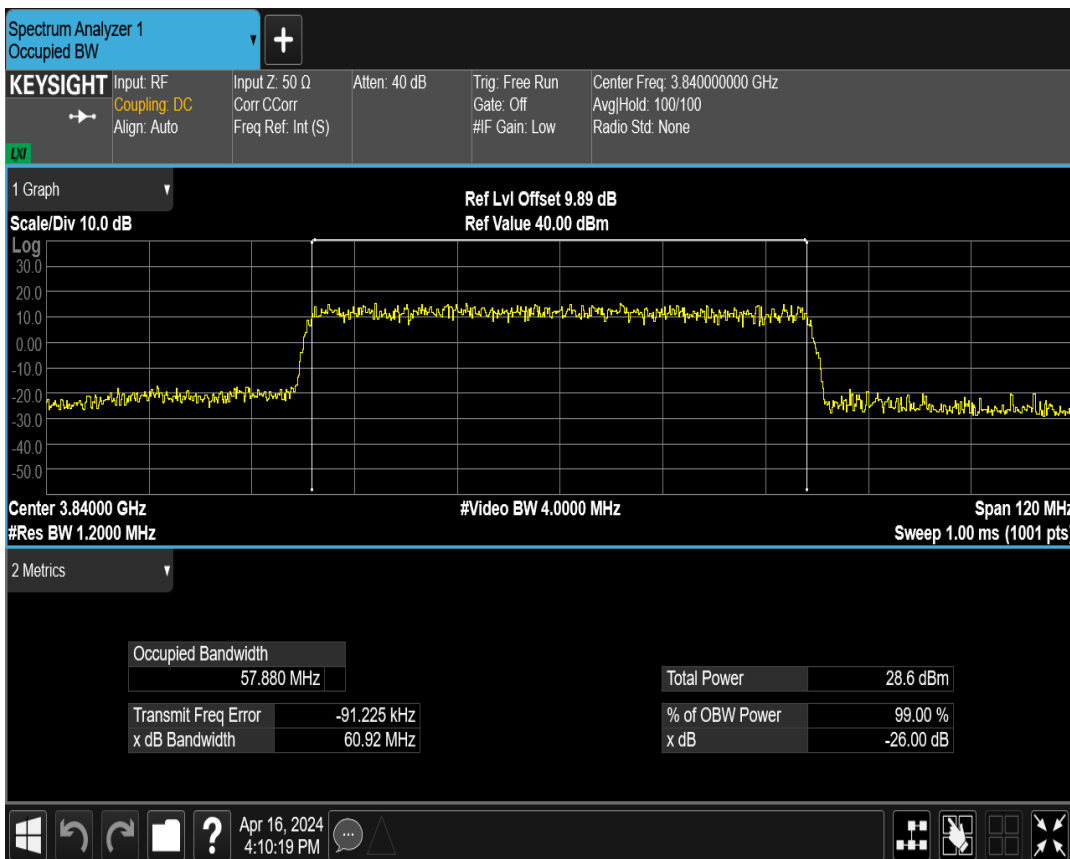 Spectrum Analyzer 1
Occupied BW
KEYSIGHT
LXI
Input: RF
Coupling: DC
Align: Auto
Input Z: 50 Ω
Corr CCorr
Freq Ref: Int (S)
Atten: 40 dB
Trig: Free Run
Gate: Off
#IF Gain: Low
Center Freq: 3.840000000 GHz
Avg|Hold: 100/100
Radio Std: None
1 Graph
Scale/Div 10.0 dB
Ref Lvl Offset 9.89 dB
Ref Value 40.00 dBm
Log
30.0
20.0
10.0
0.00
-10.0
-20.0
-30.0
-40.0
-50.0
Center 3.84000 GHz
#Res BW 1.2000 MHz
#Video BW 4.0000 MHz
Span 120 MHz
Sweep 1.00 ms (1001 pts)
2 Metrics
Occupied Bandwidth
57.880 MHz
Transmit Freq Error -91.225 kHz
x dB Bandwidth 60.92 MHz
Total Power 28.6 dBm
% of OBW Power 99.00 %
x dB -26.00 dB
?
Apr 16, 2024
4:10:19 PM